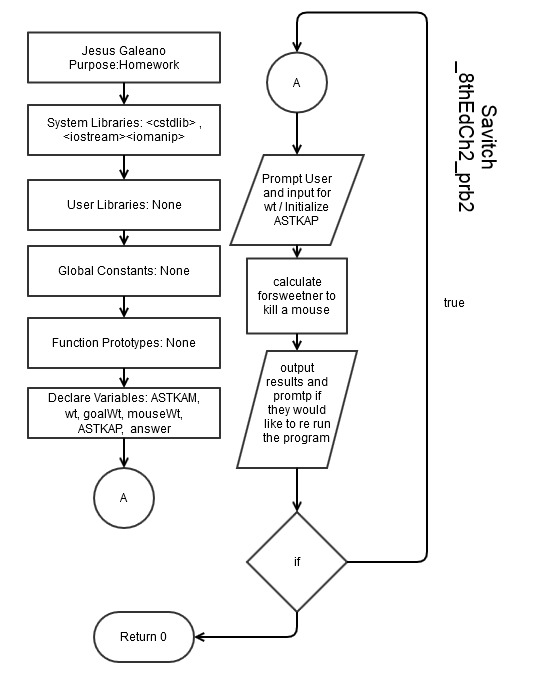 Jesus Galeano
Purpose:Homework
System Libraries: <cstdlib> ,
<iostream><iomanip>
User Libraries: None
Global Constants: None
Function Prototypes: None
Declare Variables: ASTKAM,
wt, goalWt, mouseWt,
ASTKAP, answer
A
A
Prompt User
and input for
wt / Initialize
ASTKAP
calculate
forsweetner to
kill a mouse
output
results and
promtp if
they would
like to re run
the program
if
Return 0
true
Savitch
_8thEdCh2_prb2